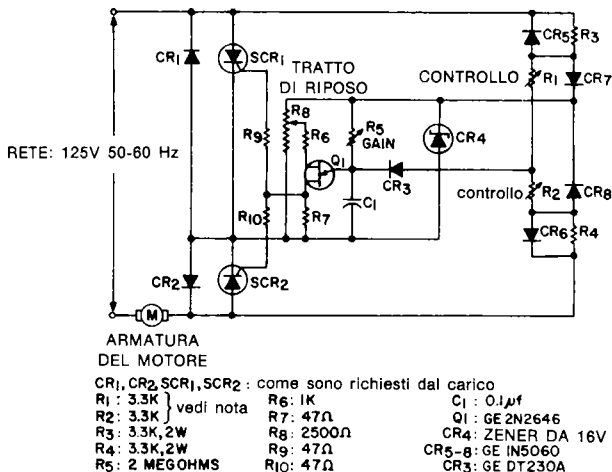 CR1
SCR1
TRATTO
DI RIPOSO
R8
R9
R6
R5
GAIN
Q1
CR3
C1
CR4
CR5
R3
CONTROLLO
R1
CR7
RETE: 125V 50-60 Hz
controllo
R2
CR8
CR6
R4
R10
R7
CR2
SCR2
M
ARMATURA
DEL MOTORE
CR1, CR2, SCR1, SCR2 : come sono richiesti dal carico
R1 : 3.3K } vedi nota
R2 : 3.3K
R3 : 3.3K, 2W
R4 : 3.3K, 2W
R5 : 2 MEGOHMS
R6 : 1K
R7 : 47Ω
R8 : 2500Ω
R9 : 47Ω
R10 : 47Ω
C1 : 0.1μf
Q1 : GE 2N2646
CR4 : ZENER DA 16V
CR5-8 : GE IN5060
CR3 : GE DT230A